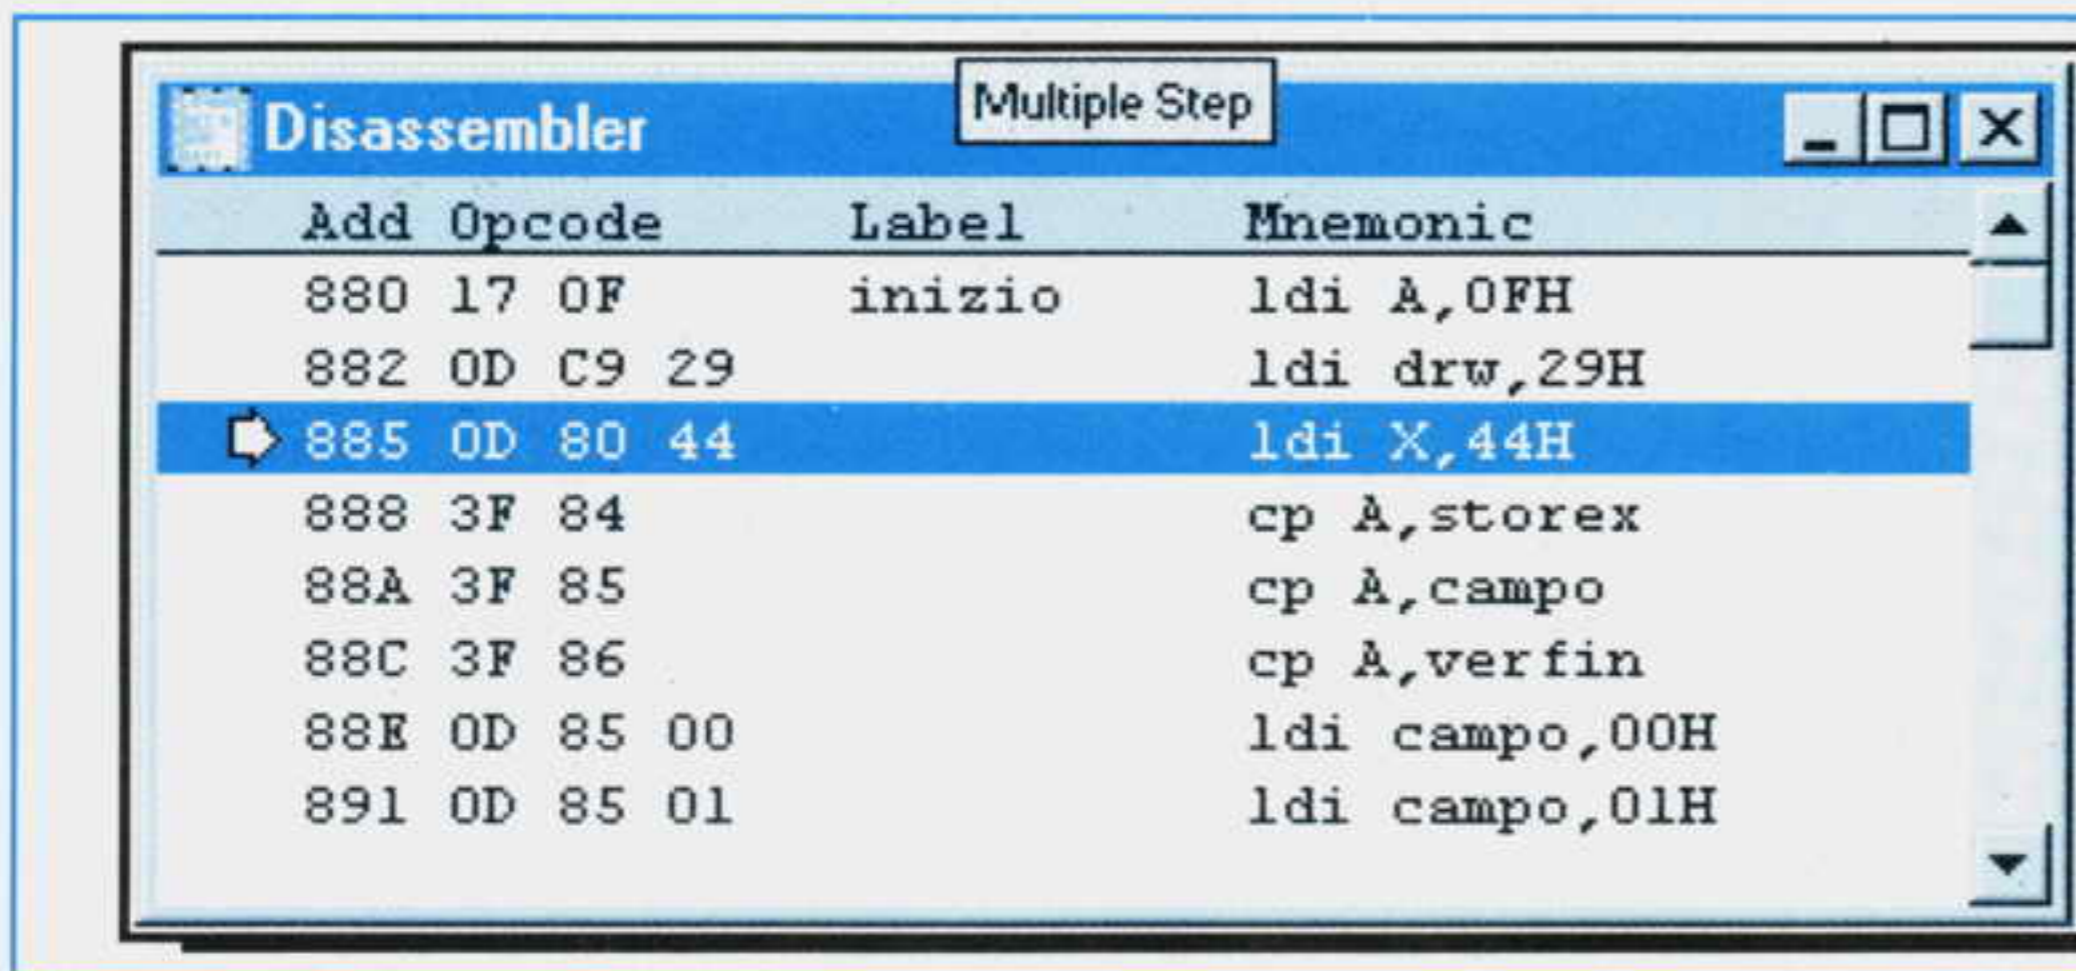 Multiple Step
Disassembler
Add Opcode Label Mnemonic
880 17 0F inizio ldi A,0FH
882 0D C9 29 ldi drw,29H
885 0D 80 44 ldi X,44H
888 3F 84 cp A,storex
88A 3F 85 cp A,campo
88C 3F 86 cp A,verfin
88E 0D 85 00 ldi campo,00H
891 0D 85 01 ldi campo,01H